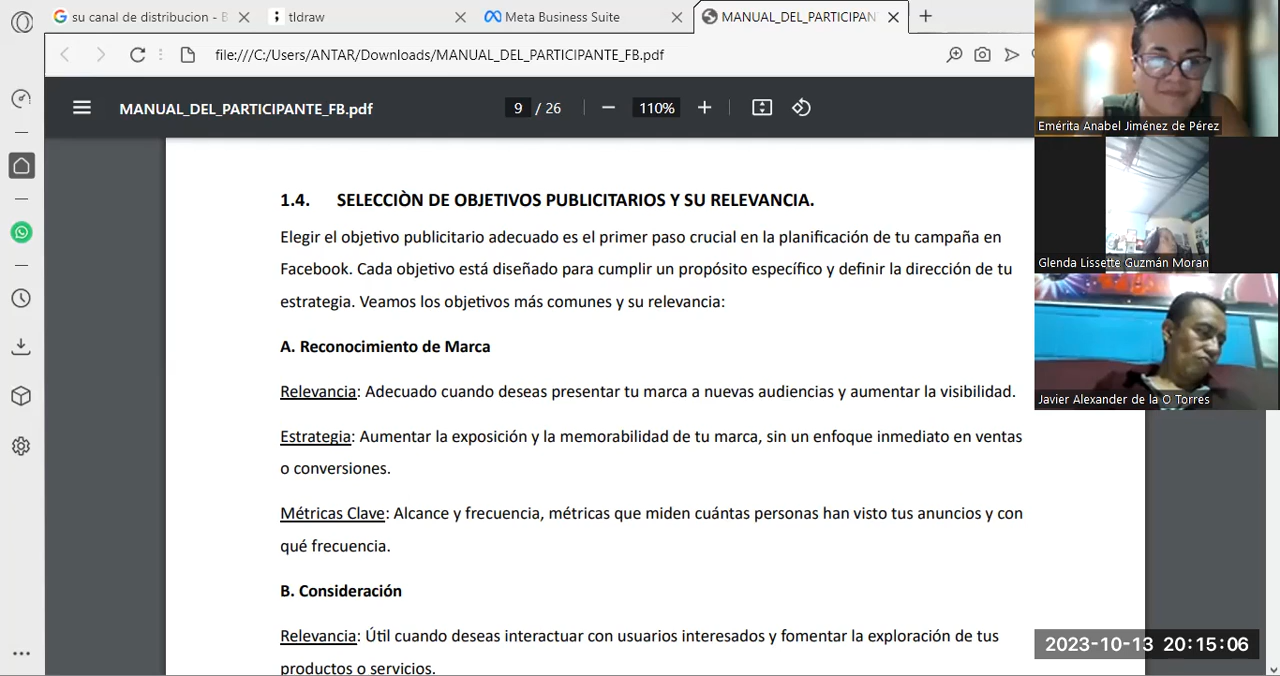 su canal de distribucion - B
tldraw
Meta Business Suite
MANUAL_DEL_PARTICIPAN
file:///C:/Users/ANTAR/Downloads/MANUAL_DEL_PARTICIPANTE_FB.pdf
MANUAL_DEL_PARTICIPANTE_FB.pdf
9 / 26
110%
1.4. SELECCIÒN DE OBJETIVOS PUBLICITARIOS Y SU RELEVANCIA.
Elegir el objetivo publicitario adecuado es el primer paso crucial en la planificación de tu campaña en
Facebook. Cada objetivo está diseñado para cumplir un propósito específico y definir la dirección de tu
estrategia. Veamos los objetivos más comunes y su relevancia:
A. Reconocimiento de Marca
Relevancia: Adecuado cuando deseas presentar tu marca a nuevas audiencias y aumentar la visibilidad.
Estrategia: Aumentar la exposición y la memorabilidad de tu marca, sin un enfoque inmediato en ventas
o conversiones.
Métricas Clave: Alcance y frecuencia, métricas que miden cuántas personas han visto tus anuncios y con
qué frecuencia.
B. Consideración
Relevancia: Útil cuando deseas interactuar con usuarios interesados y fomentar la exploración de tus
productos o servicios.
Emérita Anabel Jiménez de Pérez
Glenda Lissette Guzmán Moran
Javier Alexander de la O Torres
2023-10-13 20:15:06